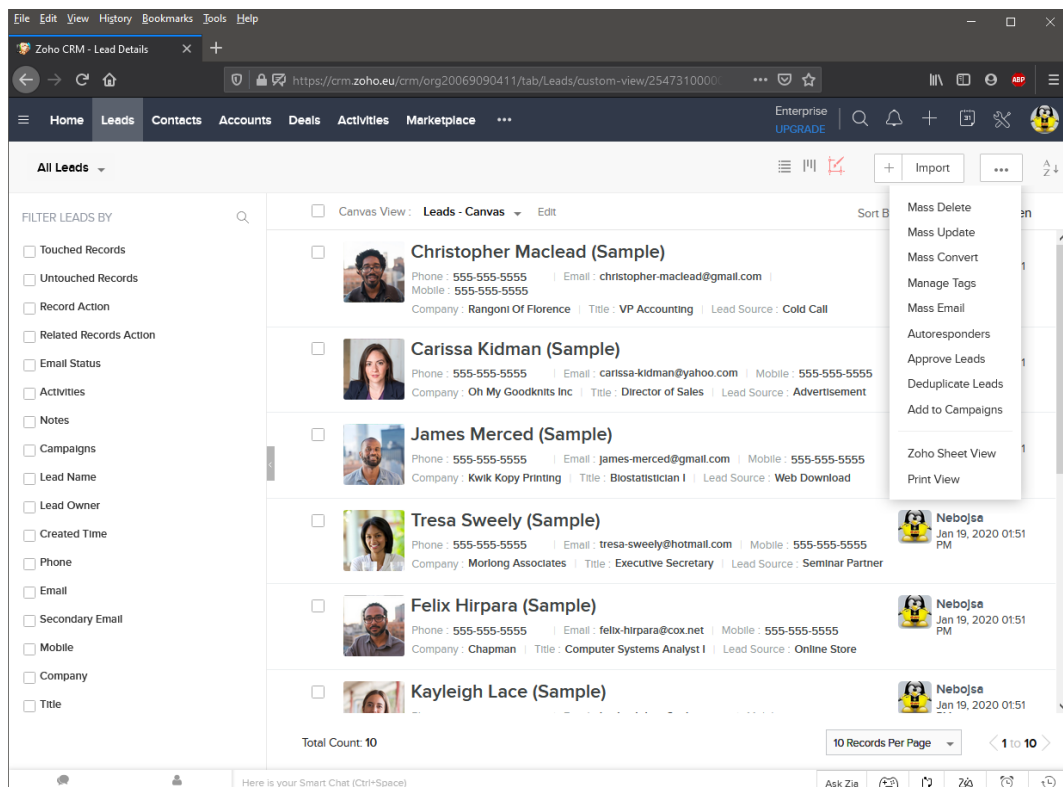 File Edit View History Bookmarks Tools Help
Zoho CRM - Lead Details
https://crm.zoho.eu/crm/org20069090411/tab/Leads/custom-view/25473100000
ABP
Home Leads Contacts Accounts Deals Activities Marketplace ••• Enterprise UPGRADE
31
All Leads
Import •••
A Z
FILTER LEADS BY
Touched Records
Untouched Records
Record Action
Related Records Action
Email Status
Activities
Notes
Campaigns
Lead Name
Lead Owner
Created Time
Phone
Email
Secondary Email
Mobile
Company
Title
Canvas View : Leads - Canvas Edit Sort B
Christopher Maclead (Sample)
Phone : 555-555-5555 Email : christopher-maclead@gmail.com
Mobile : 555-555-5555
Company : Rangoni Of Florence Title : VP Accounting Lead Source : Cold Call
Carissa Kidman (Sample)
Phone : 555-555-5555 Email : carissa-kidman@yahoo.com Mobile : 555-555-5555
Company : Oh My Goodknits Inc Title : Director of Sales Lead Source : Advertisement
James Merced (Sample)
Phone : 555-555-5555 Email : james-merced@gmail.com Mobile : 555-555-5555
Company : Kwik Kopy Printing Title : Biostatistician I Lead Source : Web Download
Tresa Sweely (Sample)
Phone : 555-555-5555 Email : tresa-sweely@hotmail.com Mobile : 555-555-5555
Company : Morlong Associates Title : Executive Secretary Lead Source : Seminar Partner
Nebojsa
Jan 19, 2020 01:51
PM
Felix Hirpara (Sample)
Phone : 555-555-5555 Email : felix-hirpara@cox.net Mobile : 555-555-5555
Company : Chapman Title : Computer Systems Analyst I Lead Source : Online Store
Nebojsa
Jan 19, 2020 01:51
PM
Kayleigh Lace (Sample)
Nebojsa
Jan 19, 2020 01:51
Mass Delete
Mass Update
Mass Convert
Manage Tags
Mass Email
Autoresponders
Approve Leads
Deduplicate Leads
Add to Campaigns
Zoho Sheet View
Print View
Total Count: 10
10 Records Per Page
1 to 10
Here is your Smart Chat (Ctrl+Space)
Ask Zia